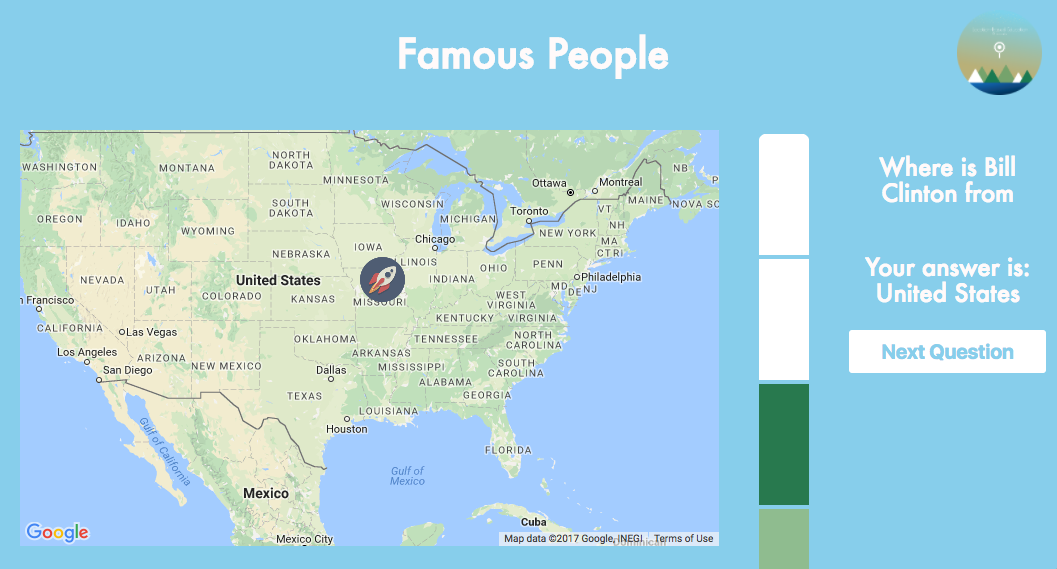 Famous People
WASHINGTON
MONTANA
NORTH
DAKOTA
MINNESOTA
Ottawa
Montreal
NB
P
OREGON
IDAHO
WYOMING
SOUTH
DAKOTA
WISCONSIN
MICHIGAN
Toronto
VT
NH
MAINE
NOVA SC
NEBRASKA
IOWA
Chicago
NEW YORK
MA
CTRI
NEVADA
UTAH
COLORADO
United States
KANSAS
MISSOURI
ILLINOIS
INDIANA
OHIO
PENN
Philadelphia
MD
DE
NJ
n Francisco
CALIFORNIA
Las Vegas
WEST
VIRGINIA
KENTUCKY
VIRGINIA
Los Angeles
San Diego
ARIZONA
NEW MEXICO
OKLAHOMA
ARKANSAS
TENNESSEE
NORTH
CAROLINA
Dallas
MISSISSIPPI
SOUTH
CAROLINA
TEXAS
ALABAMA
GEORGIA
LOUISIANA
Houston
FLORIDA
Gulf of California
Gulf of
Mexico
Mexico
Mexico City
Cuba
Google
Map data ©2017 Google, INEGI
Terms of Use
Where is Bill
Clinton from
Your answer is:
United States
Next Question